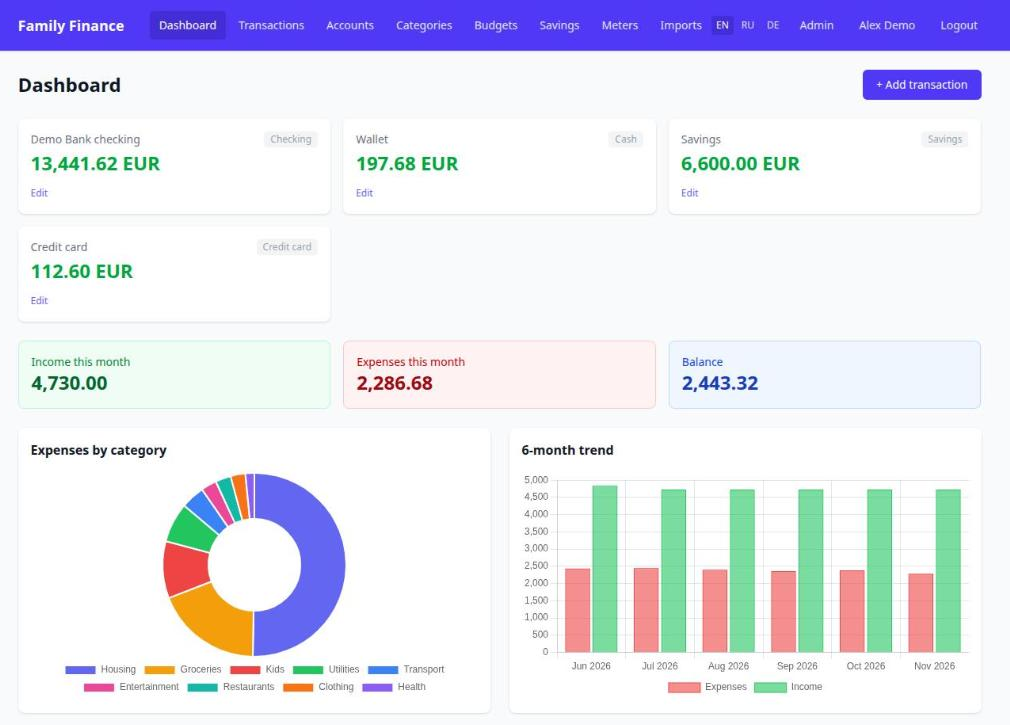 Family Finance Dashboard Transactions Accounts Categories Budgets Savings Meters Imports EN RU DE Admin Alex Demo Logout
Dashboard + Add transaction
Demo Bank checking Checking
13,441.62 EUR
Edit
Wallet Cash
197.68 EUR
Edit
Savings Savings
6,600.00 EUR
Edit
Credit card Credit card
112.60 EUR
Edit
Income this month
4,730.00
Expenses this month
2,286.68
Balance
2,443.32
Expenses by category
Housing Groceries Kids Utilities Transport
Entertainment Restaurants Clothing Health
6-month trend
5,000
4,500
4,000
3,500
3,000
2,500
2,000
1,500
1,000
500
0
Jun 2026 Jul 2026 Aug 2026 Sep 2026 Oct 2026 Nov 2026
Expenses Income